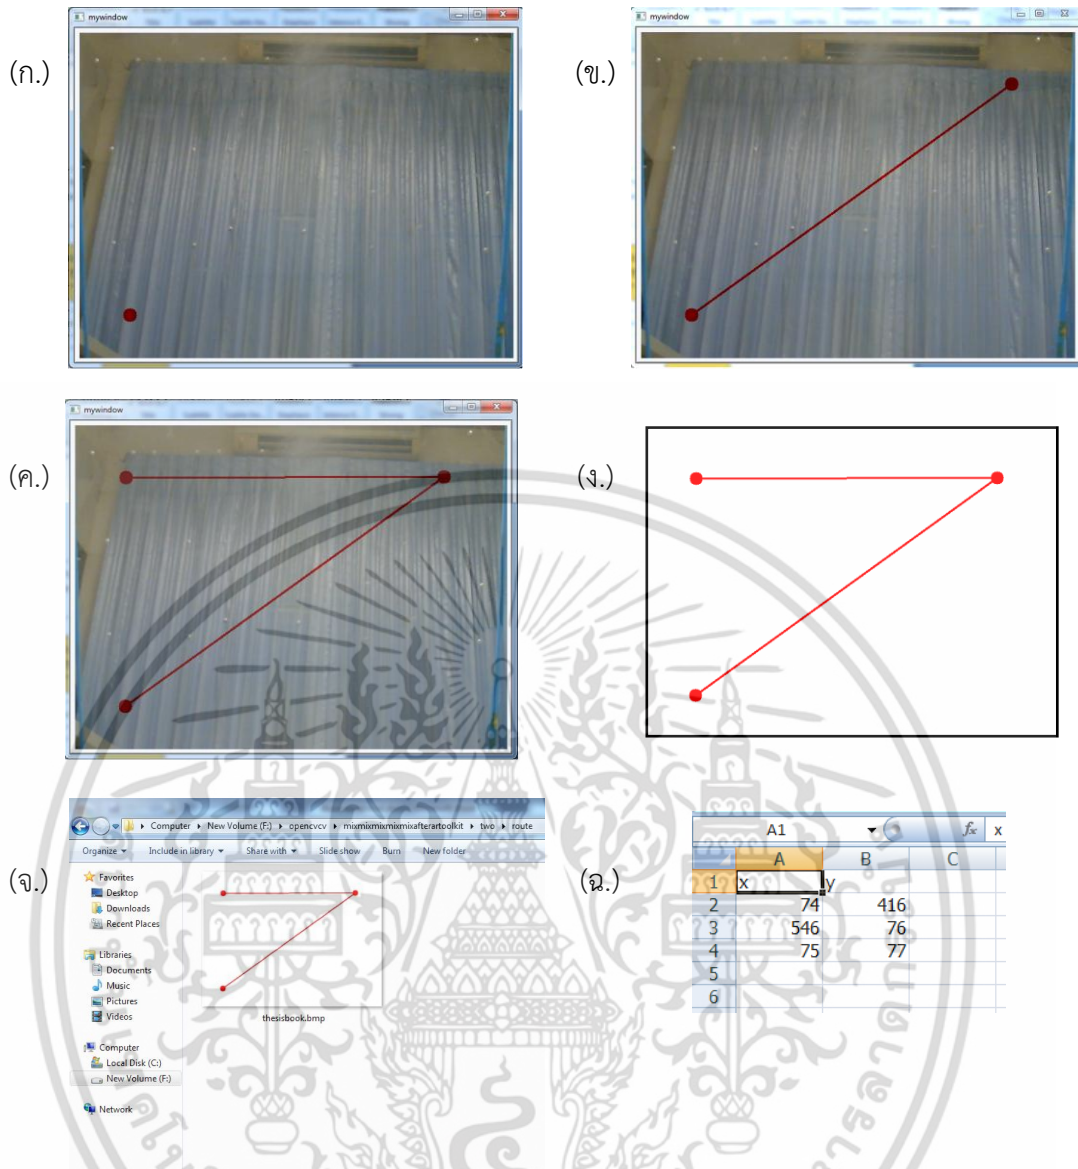 mywindow
mywindow
(ก.)
(ข.)
mywindow
(ค.)
(ง.)
Computer ▸ New Volume (F:) ▸ opencvcv ▸ mixmixmixmixmixafterartoolkit ▸ two ▸ route
Organize Include in library Share with Slide show Burn New folder
(จ.)
Favorites
Desktop
Downloads
Recent Places
Libraries
Documents
Music
Pictures
Videos
Computer
Local Disk (C:)
New Volume (F:)
Network
thesisbook.bmp
(ฉ.)
A1 fx x
A B C
1 x y
2 74 416
3 546 76
4 75 77
5
6